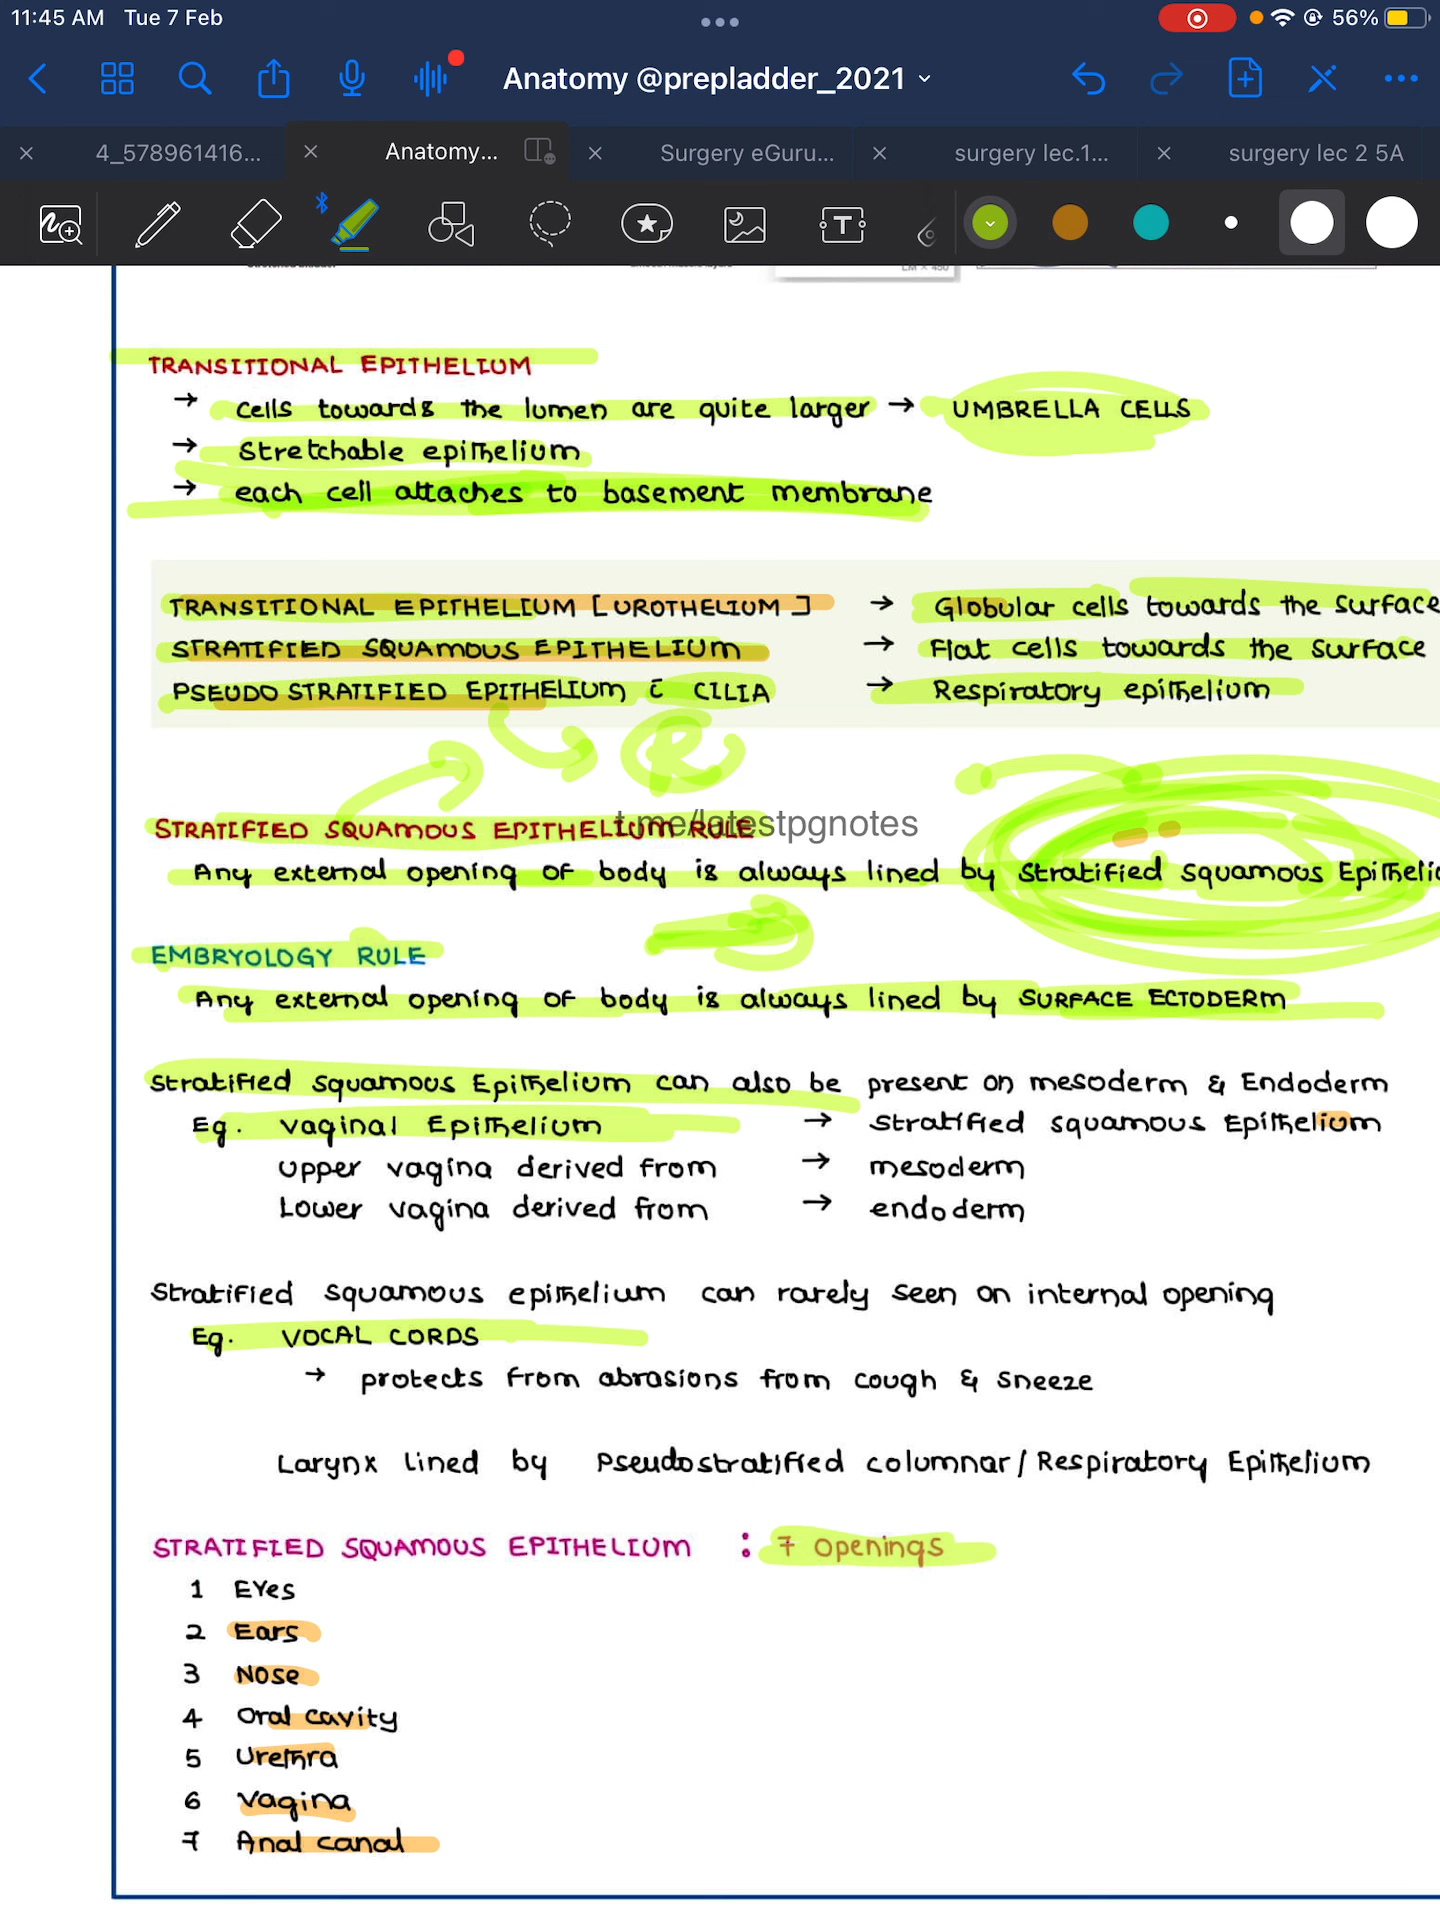 11:45 AM Tue 7 Feb
56%
Anatomy @prepladder_2021
4_578961416...
Anatomy...
Surgery eGuru...
surgery lec.1...
surgery lec 2 5A
T
LM × 450
TRANSITIONAL EPITHELIUM
→ cells towards the lumen are quite larger → UMBRELLA CELLS
→ Stretchable epithelium
→ each cell attaches to basement membrane
TRANSITIONAL EPITHELIUM [UROTHELIUM] → Globular cells towards the surface
STRATIFIED SQUAMOUS EPITHELIUM → Flat cells towards the surface
PSEUDO STRATIFIED EPITHELIUM c̄ CILIA → Respiratory epithelium
R
STRATIFIED SQUAMOUS EPITHELIUM RULE
t.me/latestpgnotes
Any external opening of body is always lined by Stratified Squamous Epitheli
EMBRYOLOGY RULE
Any external opening of body is always lined by SURFACE ECTODERM
Stratified Squamous Epithelium can also be present on mesoderm & Endoderm
Eg. vaginal Epithelium → Stratified squamous Epithelium
upper vagina derived from → mesoderm
Lower vagina derived from → endoderm
Stratified squamous epithelium can rarely seen on internal opening
Eg. VOCAL CORDS
→ protects from abrasions from cough & sneeze
Larynx lined by Pseudostratified columnar/Respiratory Epithelium
STRATIFIED SQUAMOUS EPITHELIUM : 7 openings
1 EYes
2 Ears
3 Nose
4 Oral cavity
5 Urethra
6 Vagina
7 Anal canal